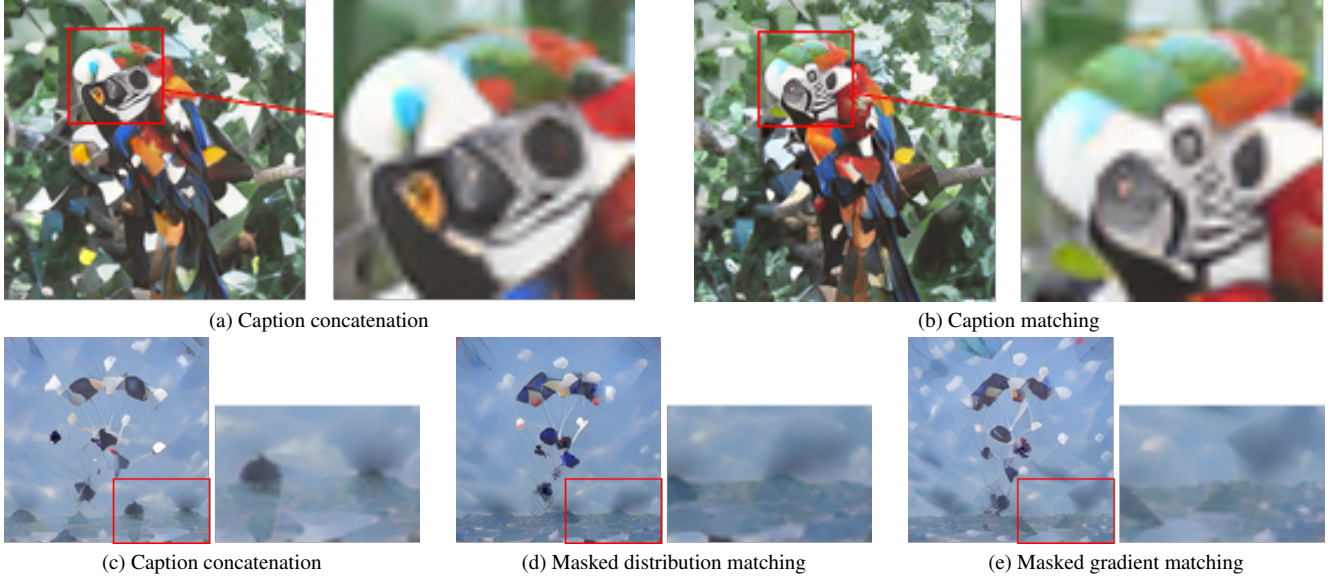 (a) Caption concatenation
(b) Caption matching
(c) Caption concatenation
(d) Masked distribution matching
(e) Masked gradient matching